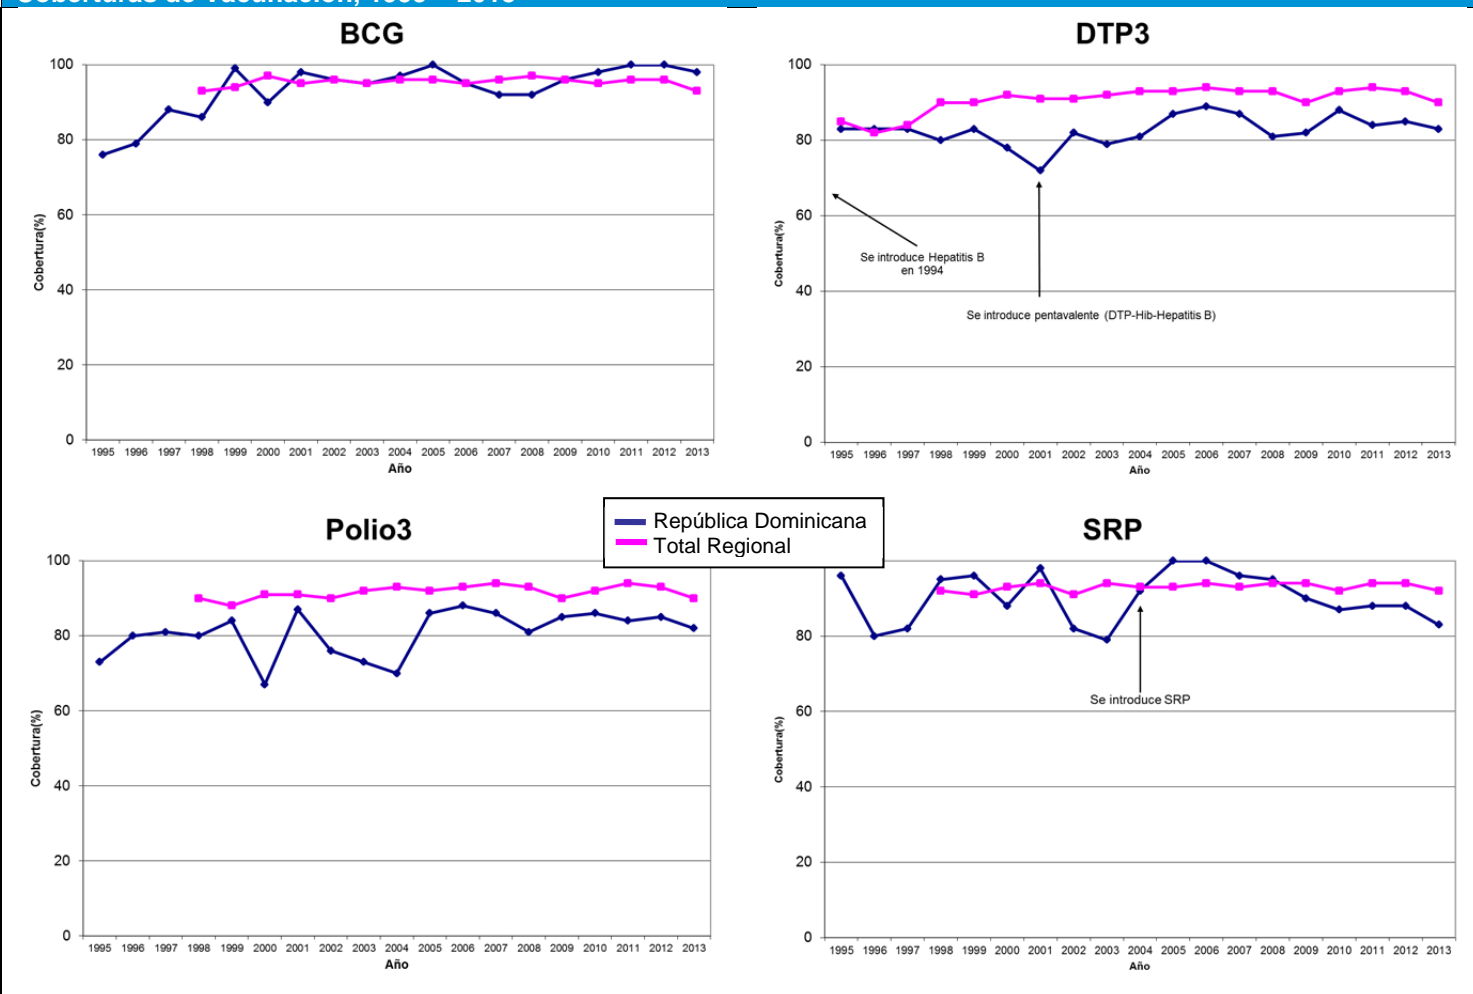 BCG
100
80
60
40
20
0
Cobertura(%)
1995 1996 1997 1998 1999 2000 2001 2002 2003 2004 2005 2006 2007 2008 2009 2010 2011 2012 2013
Año
DTP3
100
80
60
40
20
0
Cobertura(%)
Se introduce Hepatitis B
en 1994
Se introduce pentavalente (DTP-Hib-Hepatitis B)
1995 1996 1997 1998 1999 2000 2001 2002 2003 2004 2005 2006 2007 2008 2009 2010 2011 2012 2013
Año
República Dominicana
Total Regional
Polio3
100
80
60
40
20
0
Cobertura(%)
1995 1996 1997 1998 1999 2000 2001 2002 2003 2004 2005 2006 2007 2008 2009 2010 2011 2012 2013
Año
SRP
80
60
40
20
0
Cobertura(%)
Se introduce SRP
1995 1996 1997 1998 1999 2000 2001 2002 2003 2004 2005 2006 2007 2008 2009 2010 2011 2012 2013
Año